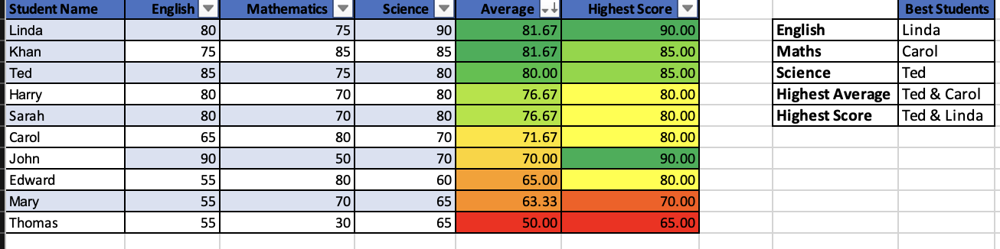 Student Name English Mathematics Science Average Highest Score Best Students
Linda 80 75 90 81.67 90.00 English Linda
Khan 75 85 85 81.67 85.00 Maths Carol
Ted 85 75 80 80.00 85.00 Science Ted
Harry 80 70 80 76.67 80.00 Highest Average Ted & Carol
Sarah 80 70 80 76.67 80.00 Highest Score Ted & Linda
Carol 65 80 70 71.67 80.00
John 90 50 70 70.00 90.00
Edward 55 80 60 65.00 80.00
Mary 55 70 65 63.33 70.00
Thomas 55 30 65 50.00 65.00